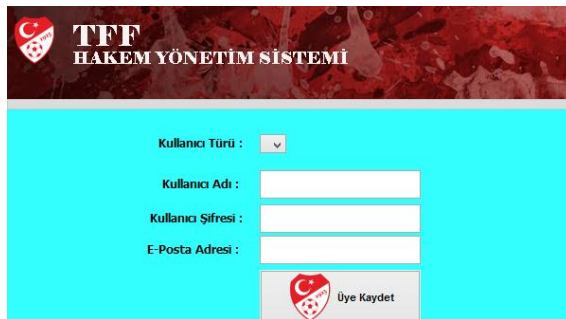 TFF
HAKEM YÖNETİM SİSTEMİ
Kullanıcı Türü :
Kullanıcı Adı :
Kullanıcı Şifresi :
E-Posta Adresi :
Üye Kaydet